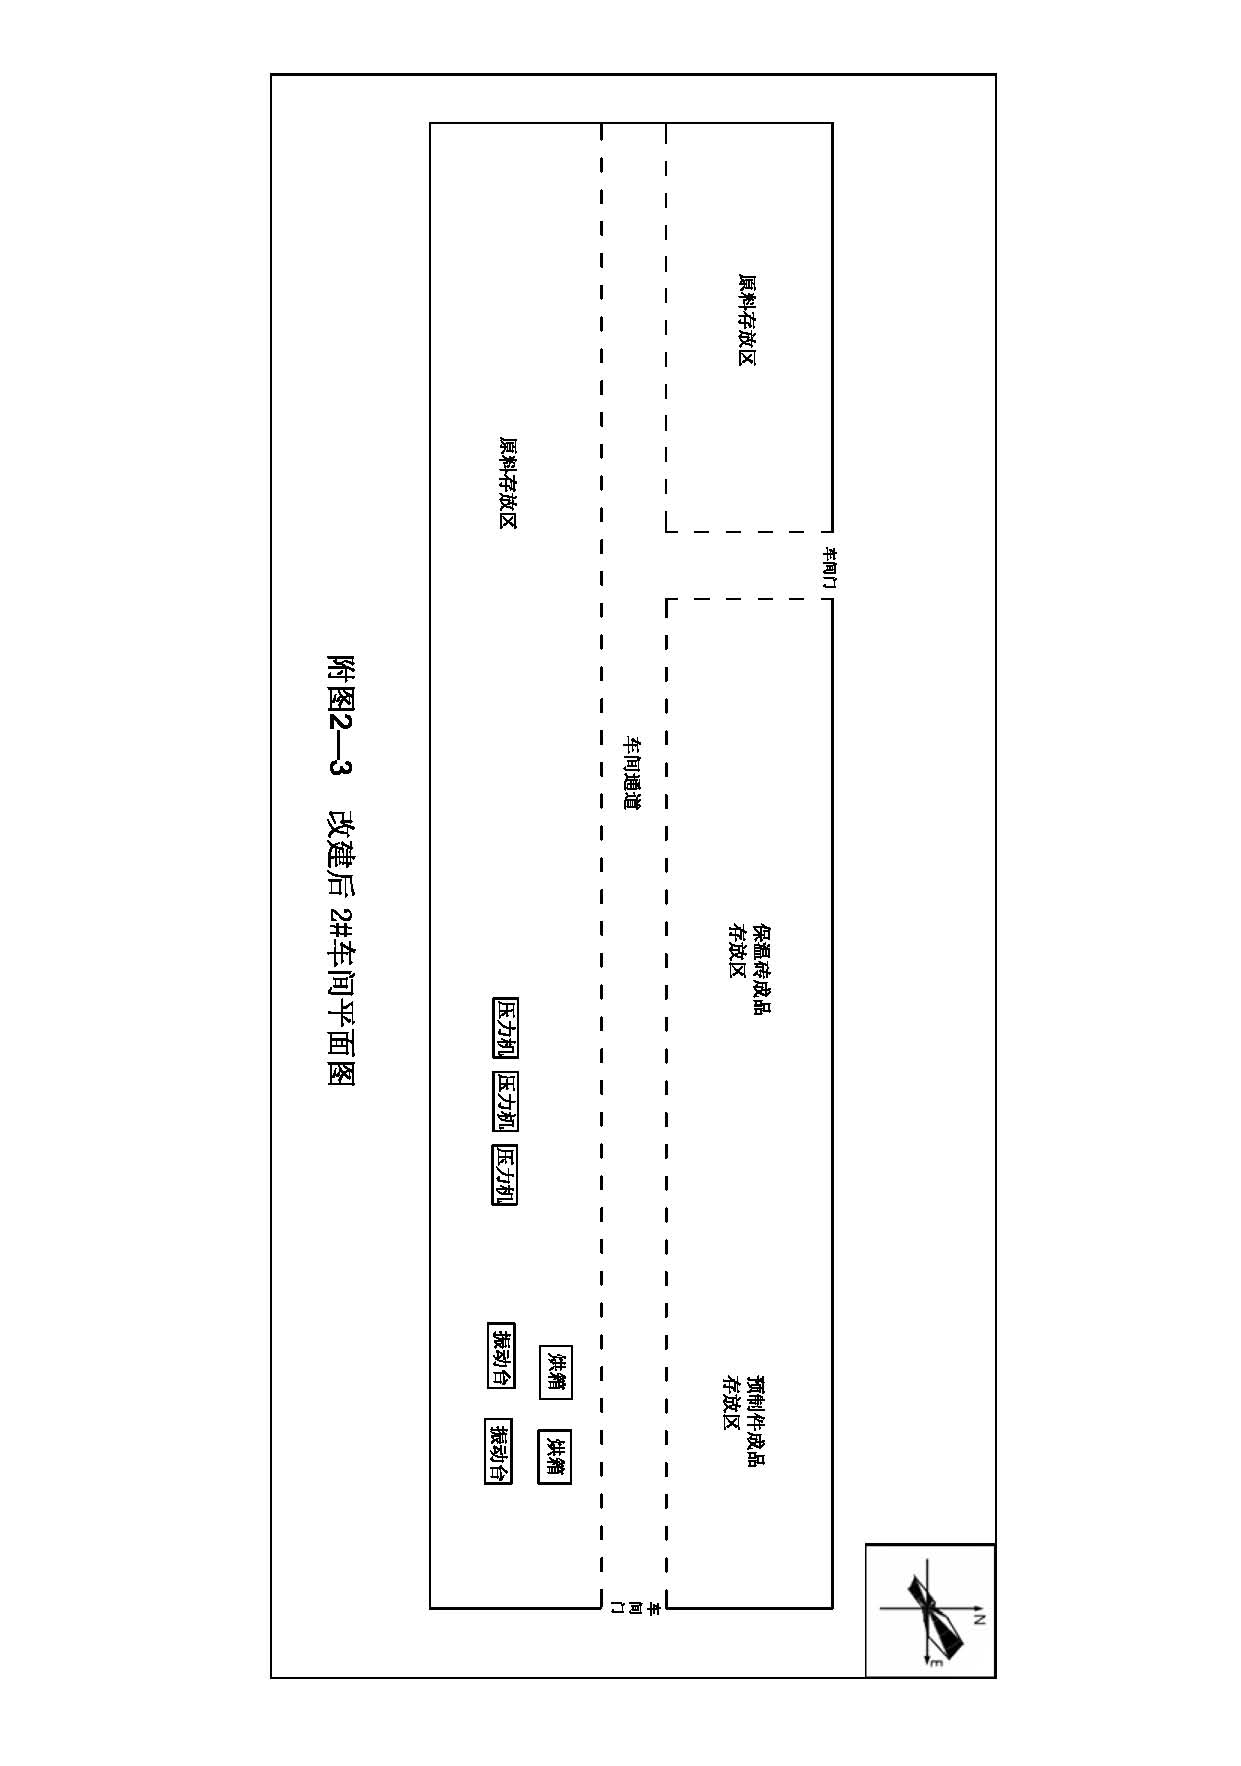 N
E
原料存放区
车间门
保温砖成品
存放区
预制件成品
存放区
车间通道
车间门
原料存放区
压力机
压力机
压力机
烘箱
烘箱
振动台
振动台
附图2—3 改建后 2#车间平面图